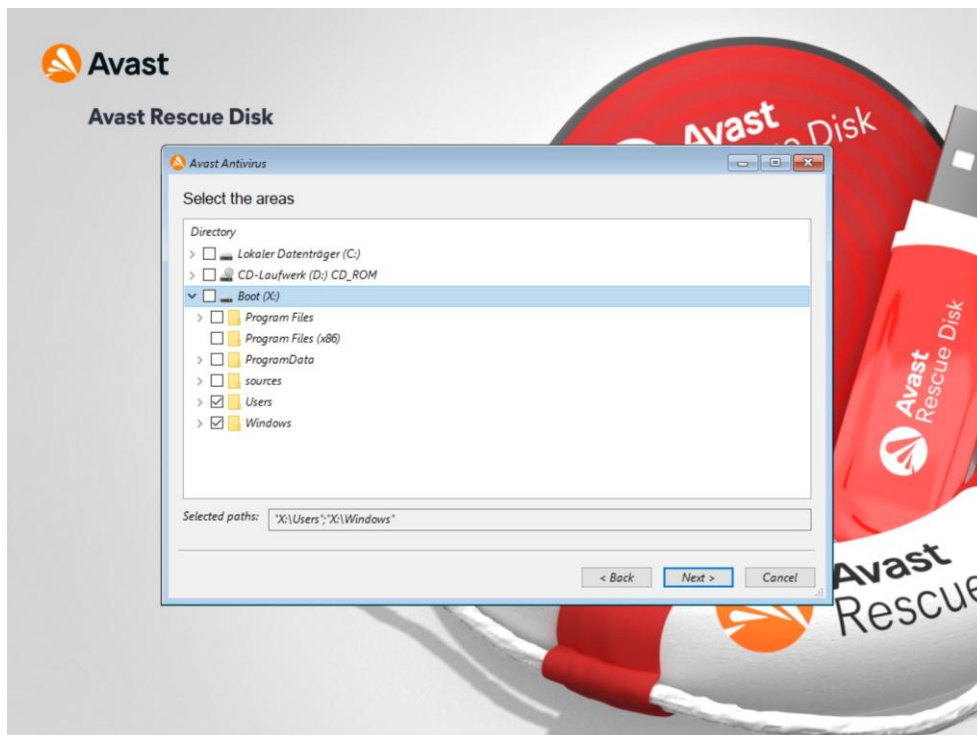 Avast
Avast Rescue Disk
Avast
Rescue Disk
Avast Antivirus
Select the areas
Directory
Lokaler Datenträger (C:)
CD-Laufwerk (D:) CD_ROM
Boot (X:)
Program Files
Program Files (x86)
ProgramData
sources
Users
Windows
Selected paths: "X:\Users";"X:\Windows"
< Back Next > Cancel
Avast
Rescue Disk
Avast
Rescue